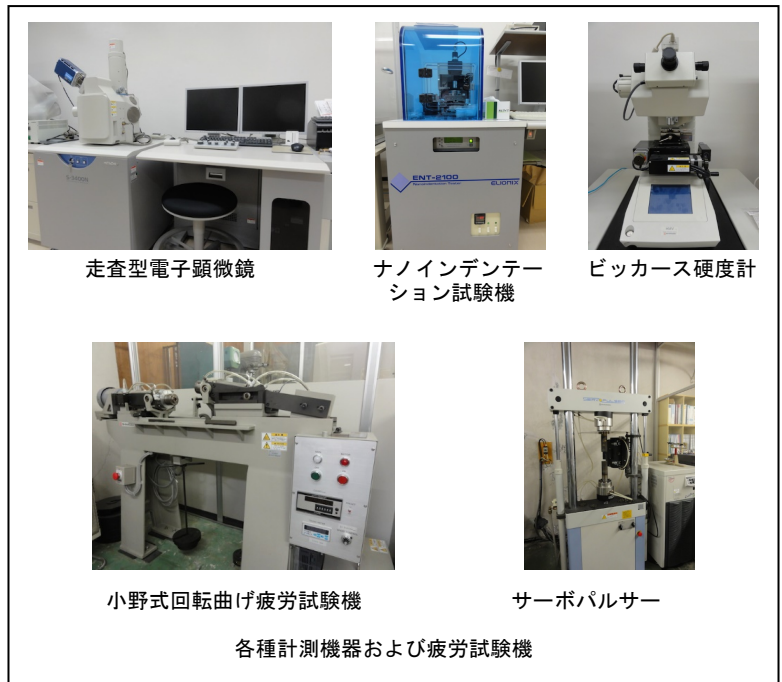 ENT-2100
Nanoindentation Tester
ELIONIX
走査型電子顕微鏡
ナノインデンテー
ション試験機
ビッカース硬度計
小野式回転曲げ疲労試験機
サーボパルサー
各種計測機器および疲労試験機